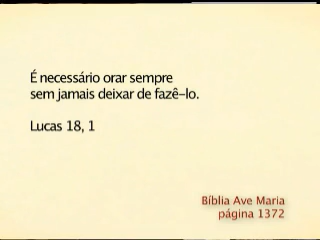 É necessário orar sempre
sem jamais deixar de fazê-lo.
Lucas 18, 1
Bíblia Ave Maria
página 1372